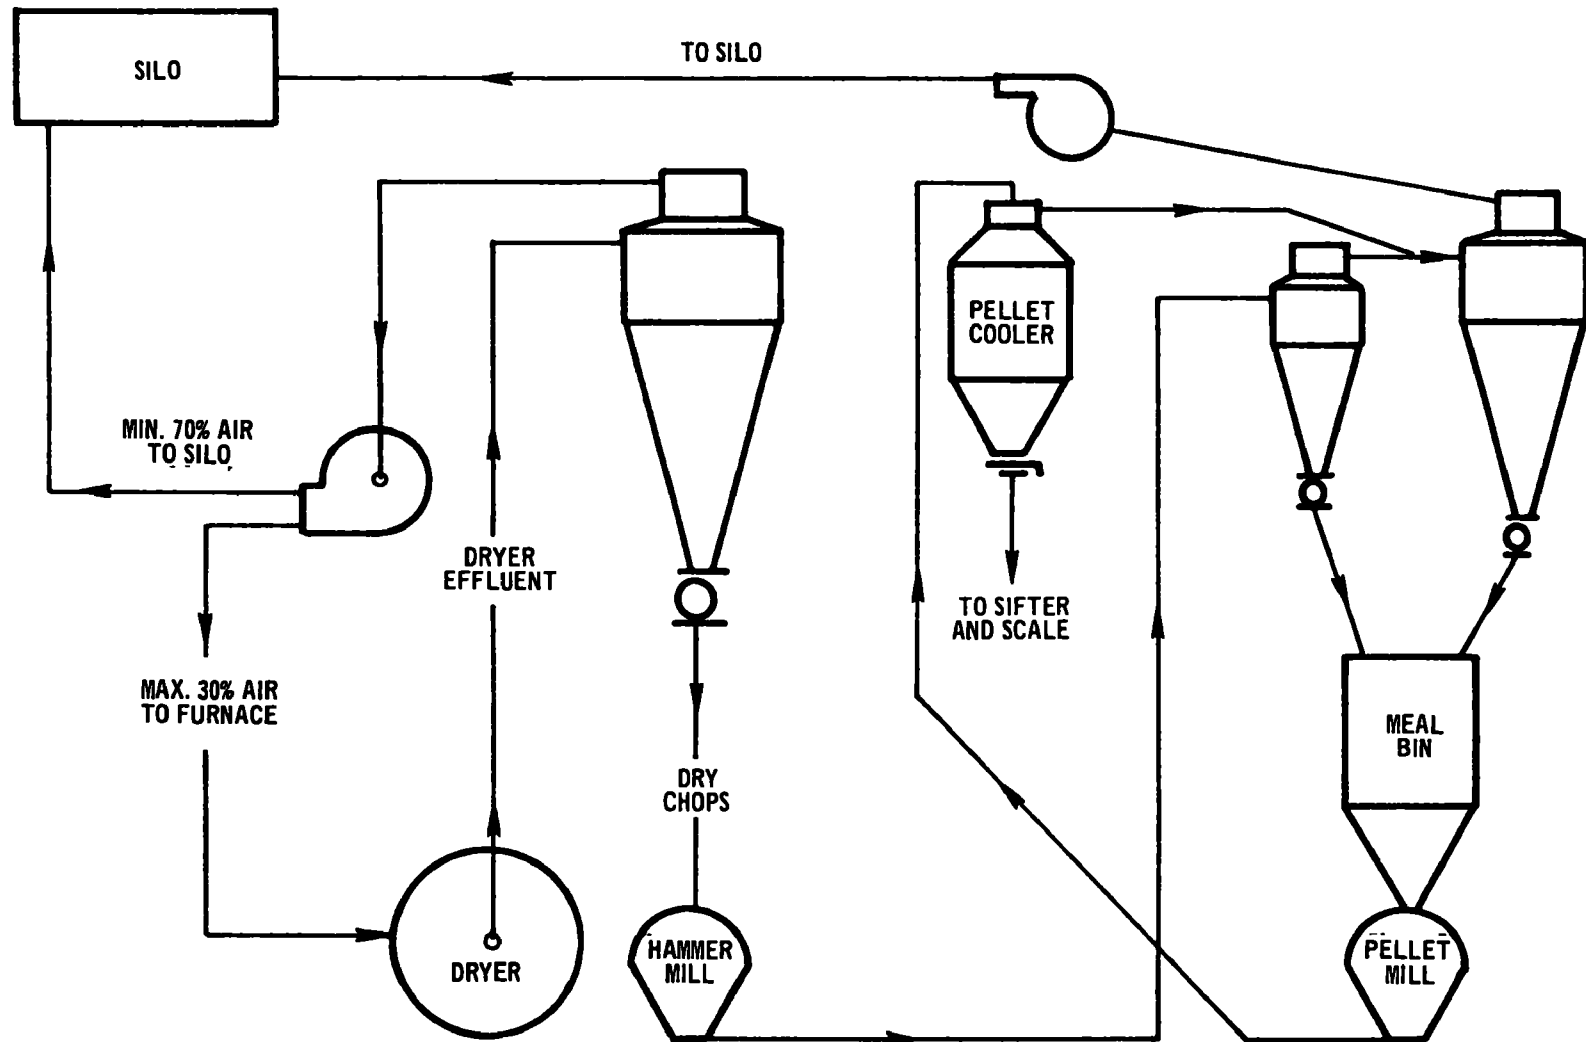 SILO
TO SILO
PELLET
COOLER
MIN. 70% AIR
TO SILO
DRYER
EFFLUENT
TO SIFTER
AND SCALE
MAX. 30% AIR
TO FURNACE
MEAL
BIN
DRY
CHOPS
HAMMER
MILL
PELLET
MILL
DRYER